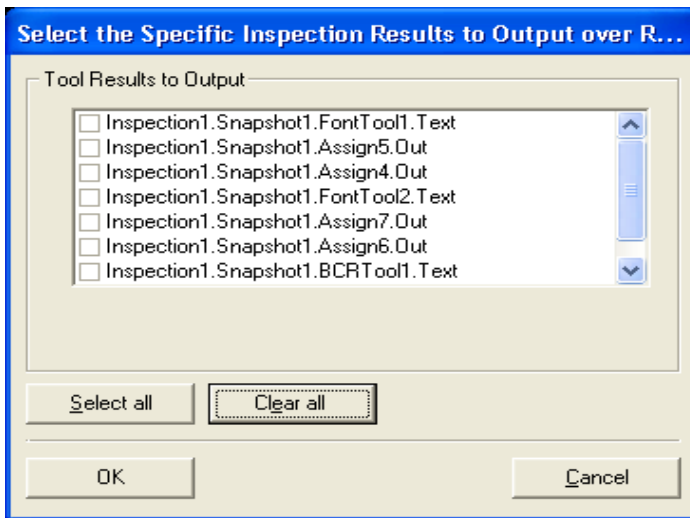 Select the Specific Inspection Results to Output over R...
Tool Results to Output
Inspection1.Snapshot1.FontTool1.Text
Inspection1.Snapshot1.Assign5.Out
Inspection1.Snapshot1.Assign4.Out
Inspection1.Snapshot1.FontTool2.Text
Inspection1.Snapshot1.Assign7.Out
Inspection1.Snapshot1.Assign6.Out
Inspection1.Snapshot1.BCRTool1.Text
Select all Clear all
OK Cancel